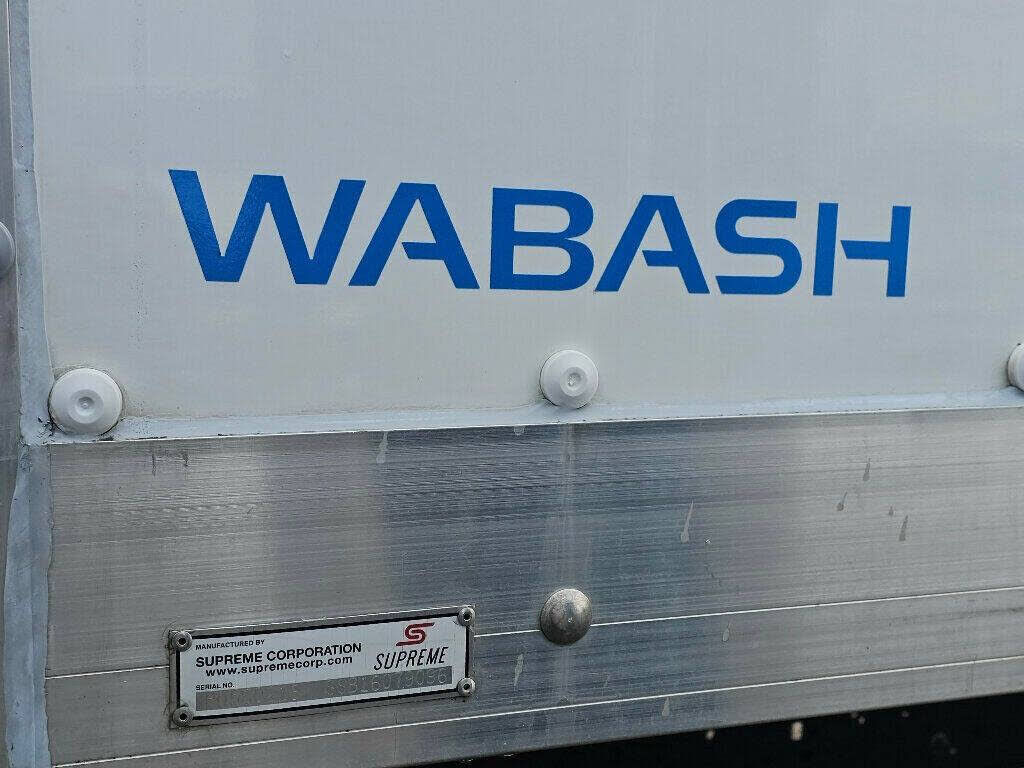 WABASH
MANUFACTURED BY
SUPREME CORPORATION
www.supremecorp.com
SUPREME
SERIAL NO.